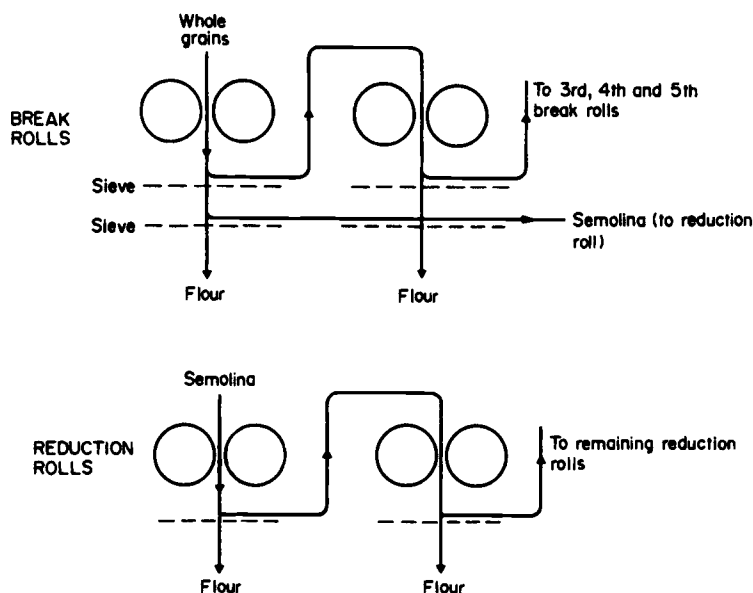 Whole
grains
BREAK
ROLLS
To 3rd, 4th and 5th
break rolls
Sieve
Sieve
Semolina (to reduction
roll)
Flour
Flour
Semolina
REDUCTION
ROLLS
To remaining reduction
rolls
Flour
Flour